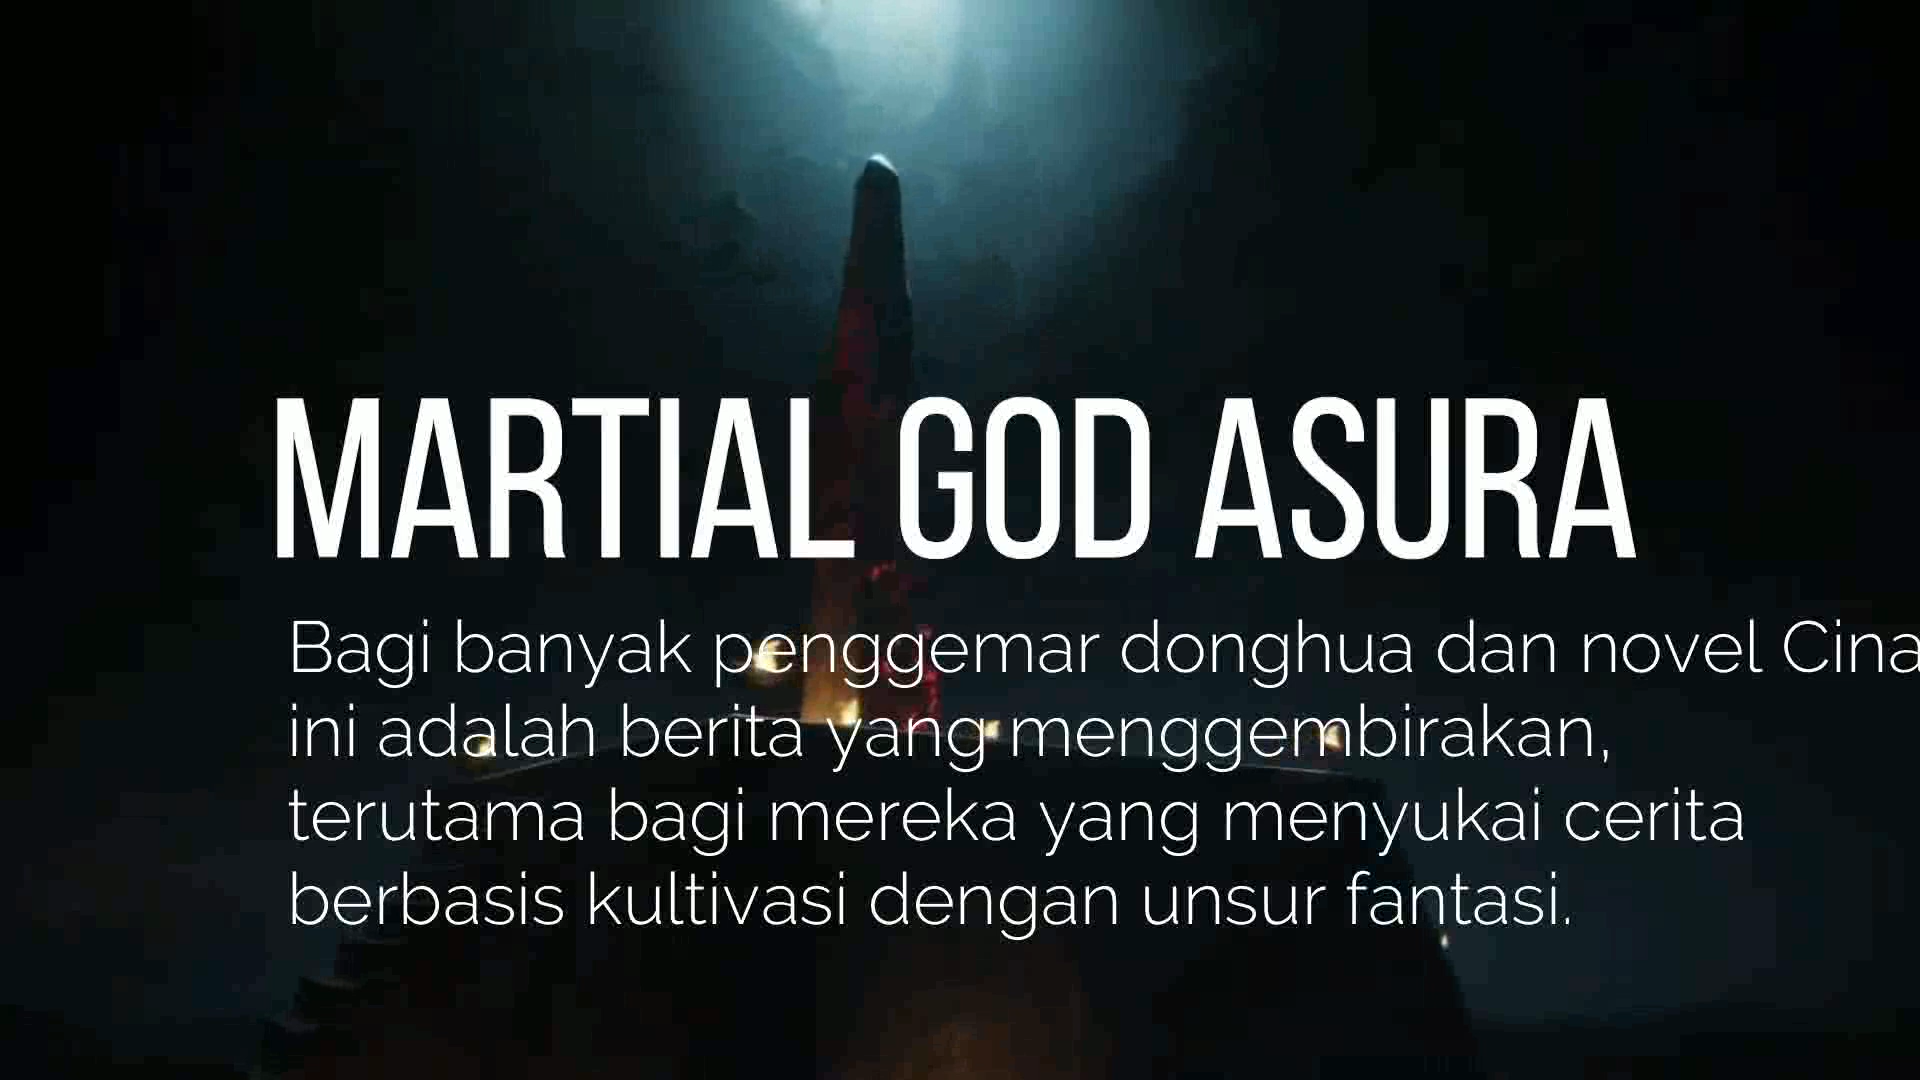 MARTIAL GOD ASURA
Bagi banyak penggemar donghua dan novel Cina
ini adalah berita yang menggembirakan,
terutama bagi mereka yang menyukai cerita
berbasis kultivasi dengan unsur fantasi.